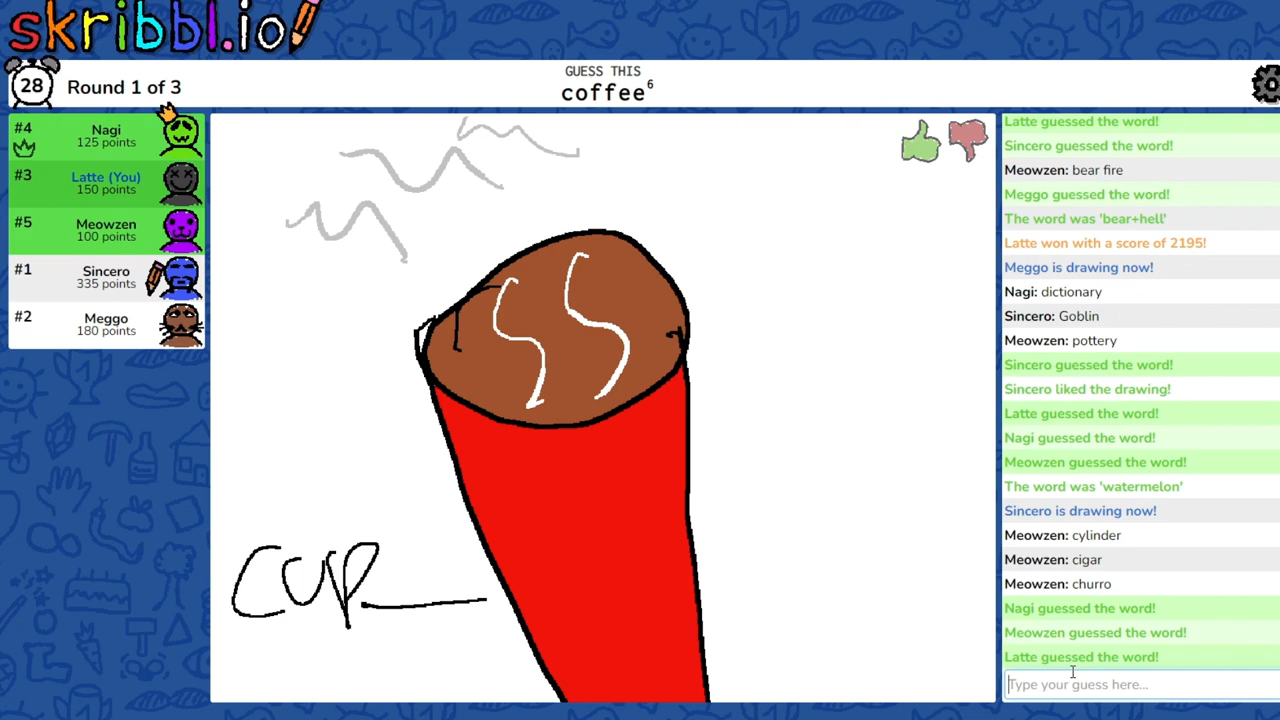 skribbl.io
28
Round 1 of 3
GUESS THIS
coffee6
#4
Nagi
125 points
#3
Latte (You)
150 points
#5
Meowzen
100 points
#1
Sincero
335 points
#2
Meggo
180 points
CUP
Latte guessed the word!
Sincero guessed the word!
Meowzen: bear fire
Meggo guessed the word!
The word was 'bear+hell'
Latte won with a score of 2195!
Meggo is drawing now!
Nagi: dictionary
Sincero: Goblin
Meowzen: pottery
Sincero guessed the word!
Sincero liked the drawing!
Latte guessed the word!
Nagi guessed the word!
Meowzen guessed the word!
The word was 'watermelon'
Sincero is drawing now!
Meowzen: cylinder
Meowzen: cigar
Meowzen: churro
Nagi guessed the word!
Meowzen guessed the word!
Latte guessed the word!
Type your guess here...